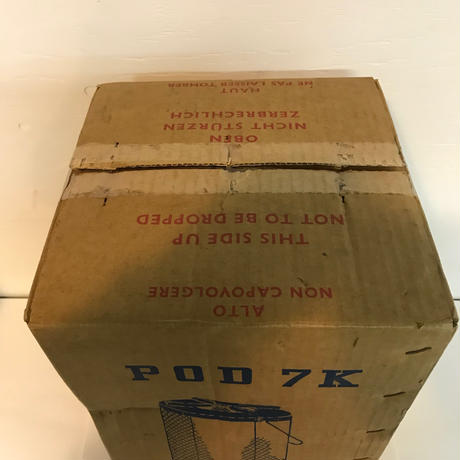 NE PAS LAISSER TOMBER
HAUT
ZERBRECHLICH
NICHT STÜRZEN
OBEN
NOT TO BE DROPPED
THIS SIDE UP
NON CAPOVOLGERE
ALTO
POD 7K